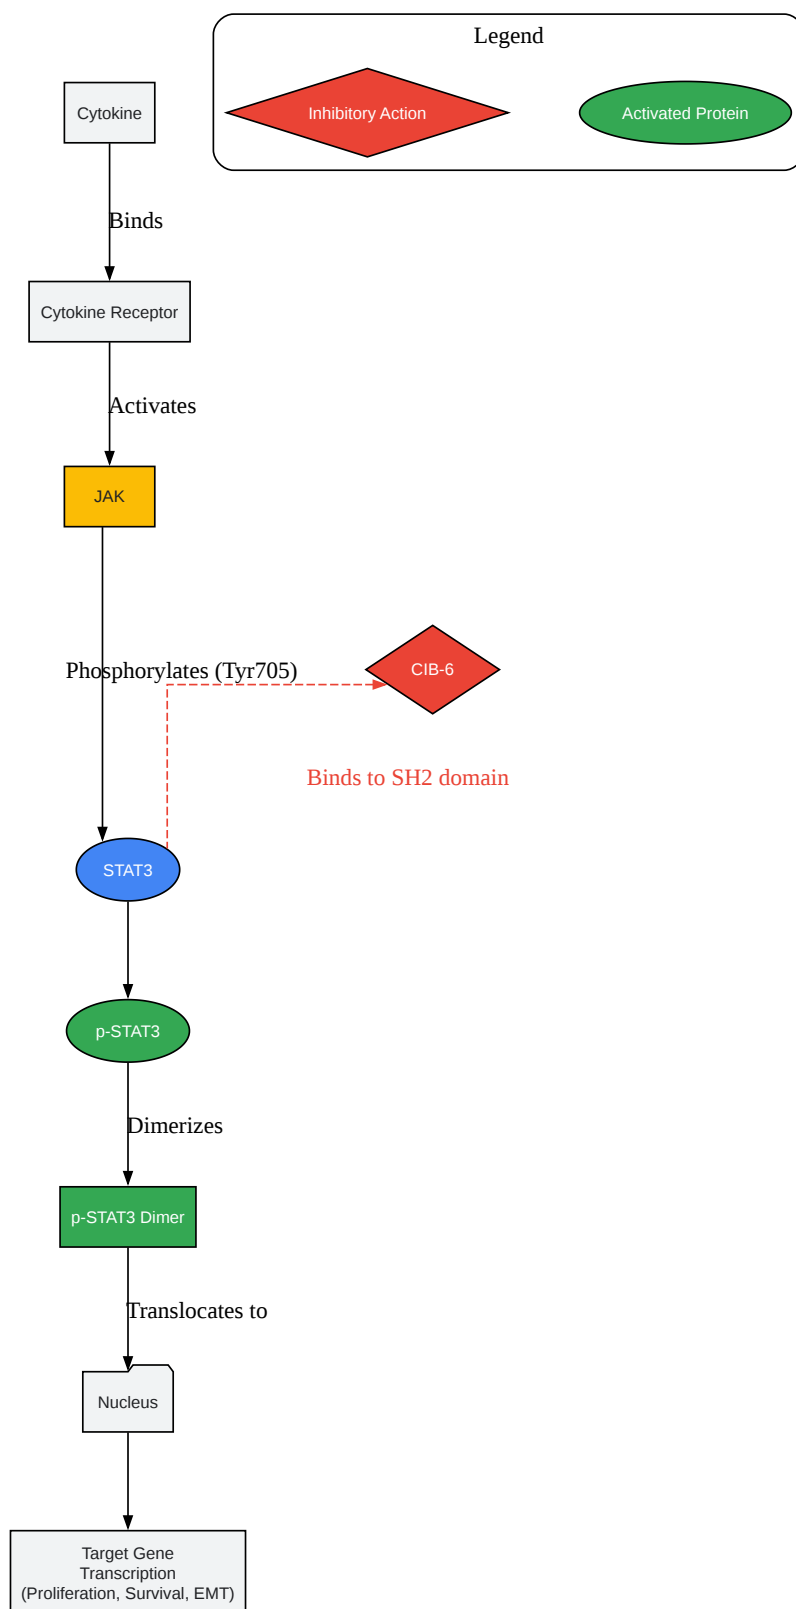 Legend
Cytokine
Inhibitory Action
Activated Protein
Binds
Cytokine Receptor
Activates
JAK
Phosphorylates (Tyr705)
CIB-6
Binds to SH2 domain
STAT3
p-STAT3
Dimerizes
p-STAT3 Dimer
Translocates to
Nucleus
Target Gene
Transcription
(Proliferation, Survival, EMT)